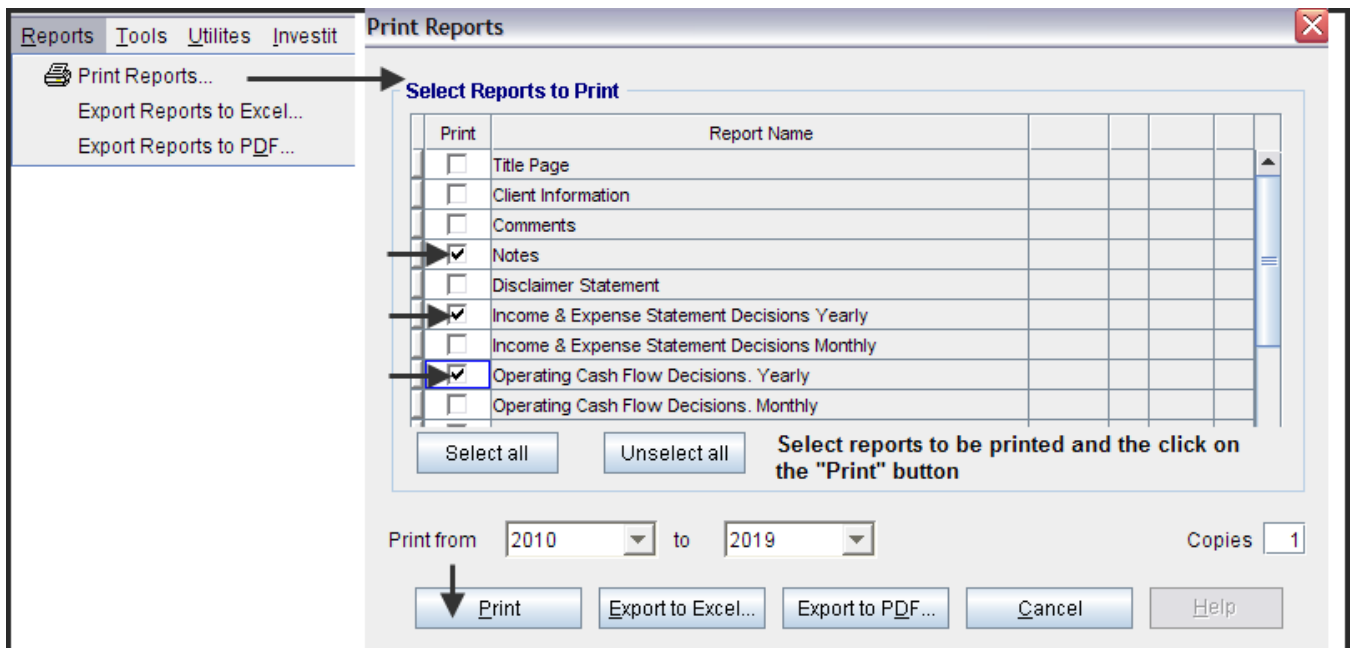 Reports Tools Utilites Investit
Print Reports...
Export Reports to Excel...
Export Reports to PDF...
Print Reports
Select Reports to Print
Print Report Name
Title Page
Client Information
Comments
Notes
Disclaimer Statement
Income & Expense Statement Decisions Yearly
Income & Expense Statement Decisions Monthly
Operating Cash Flow Decisions. Yearly
Operating Cash Flow Decisions. Monthly
Select all Unselect all
Select reports to be printed and the click on
the "Print" button
Print from 2010 to 2019 Copies 1
Print Export to Excel... Export to PDF... Cancel Help